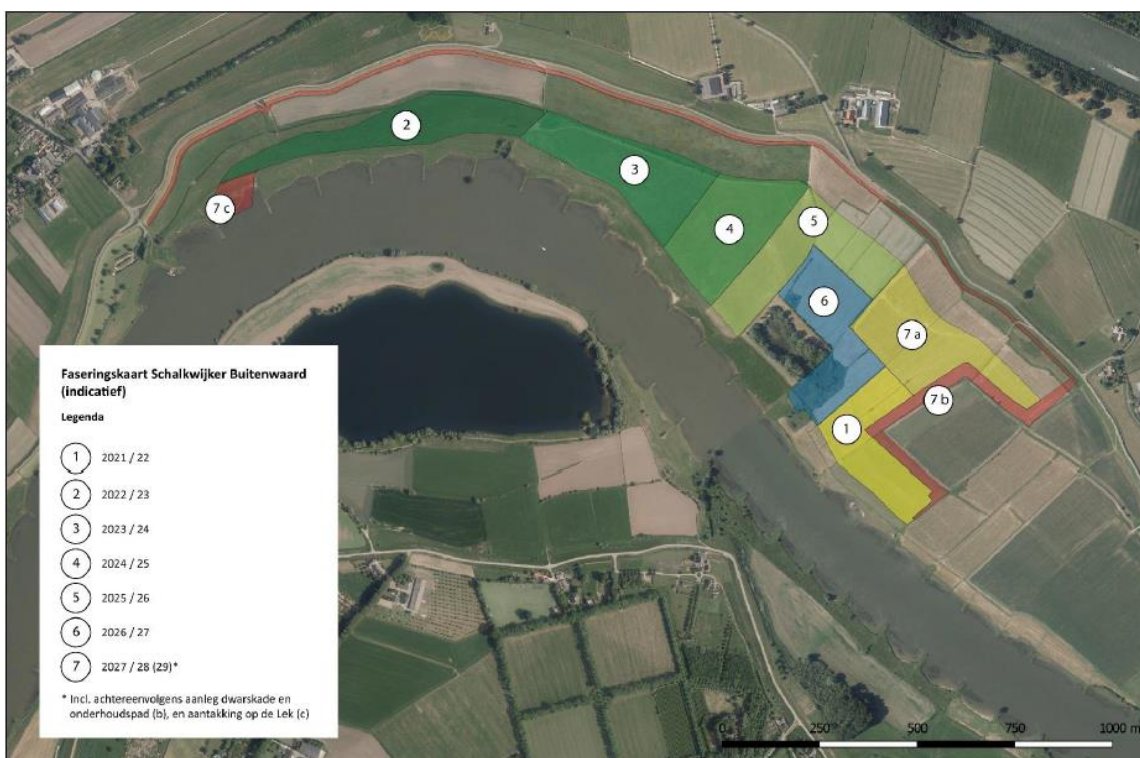 2
3
7 c
4
5
6
7 a
7 b
1
Faseringskaart Schalkwijker Buitenwaard
(indicatief)
Legenda
1 2021 / 22
2 2022 / 23
3 2023 / 24
4 2024 / 25
5 2025 / 26
6 2026 / 27
7 2027 / 28 (29)*
* Incl. achtereenvolgens aanleg dwarskade en
onderhoudspad (b), en aantakking op de Lek (c)
0 250 500 750 1000 m